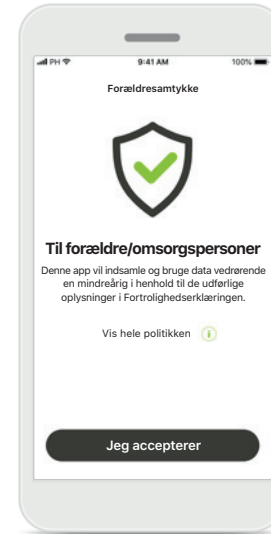 PH 9:41 AM 100%
Forældresamtykke
Til forældre/omsorgspersoner
Denne app vil indsamle og bruge data vedrørende
en mindreårig i henhold til de udførlige
oplysninger i Fortrolighedserklæringen.
Vis hele politikken i
Jeg accepterer